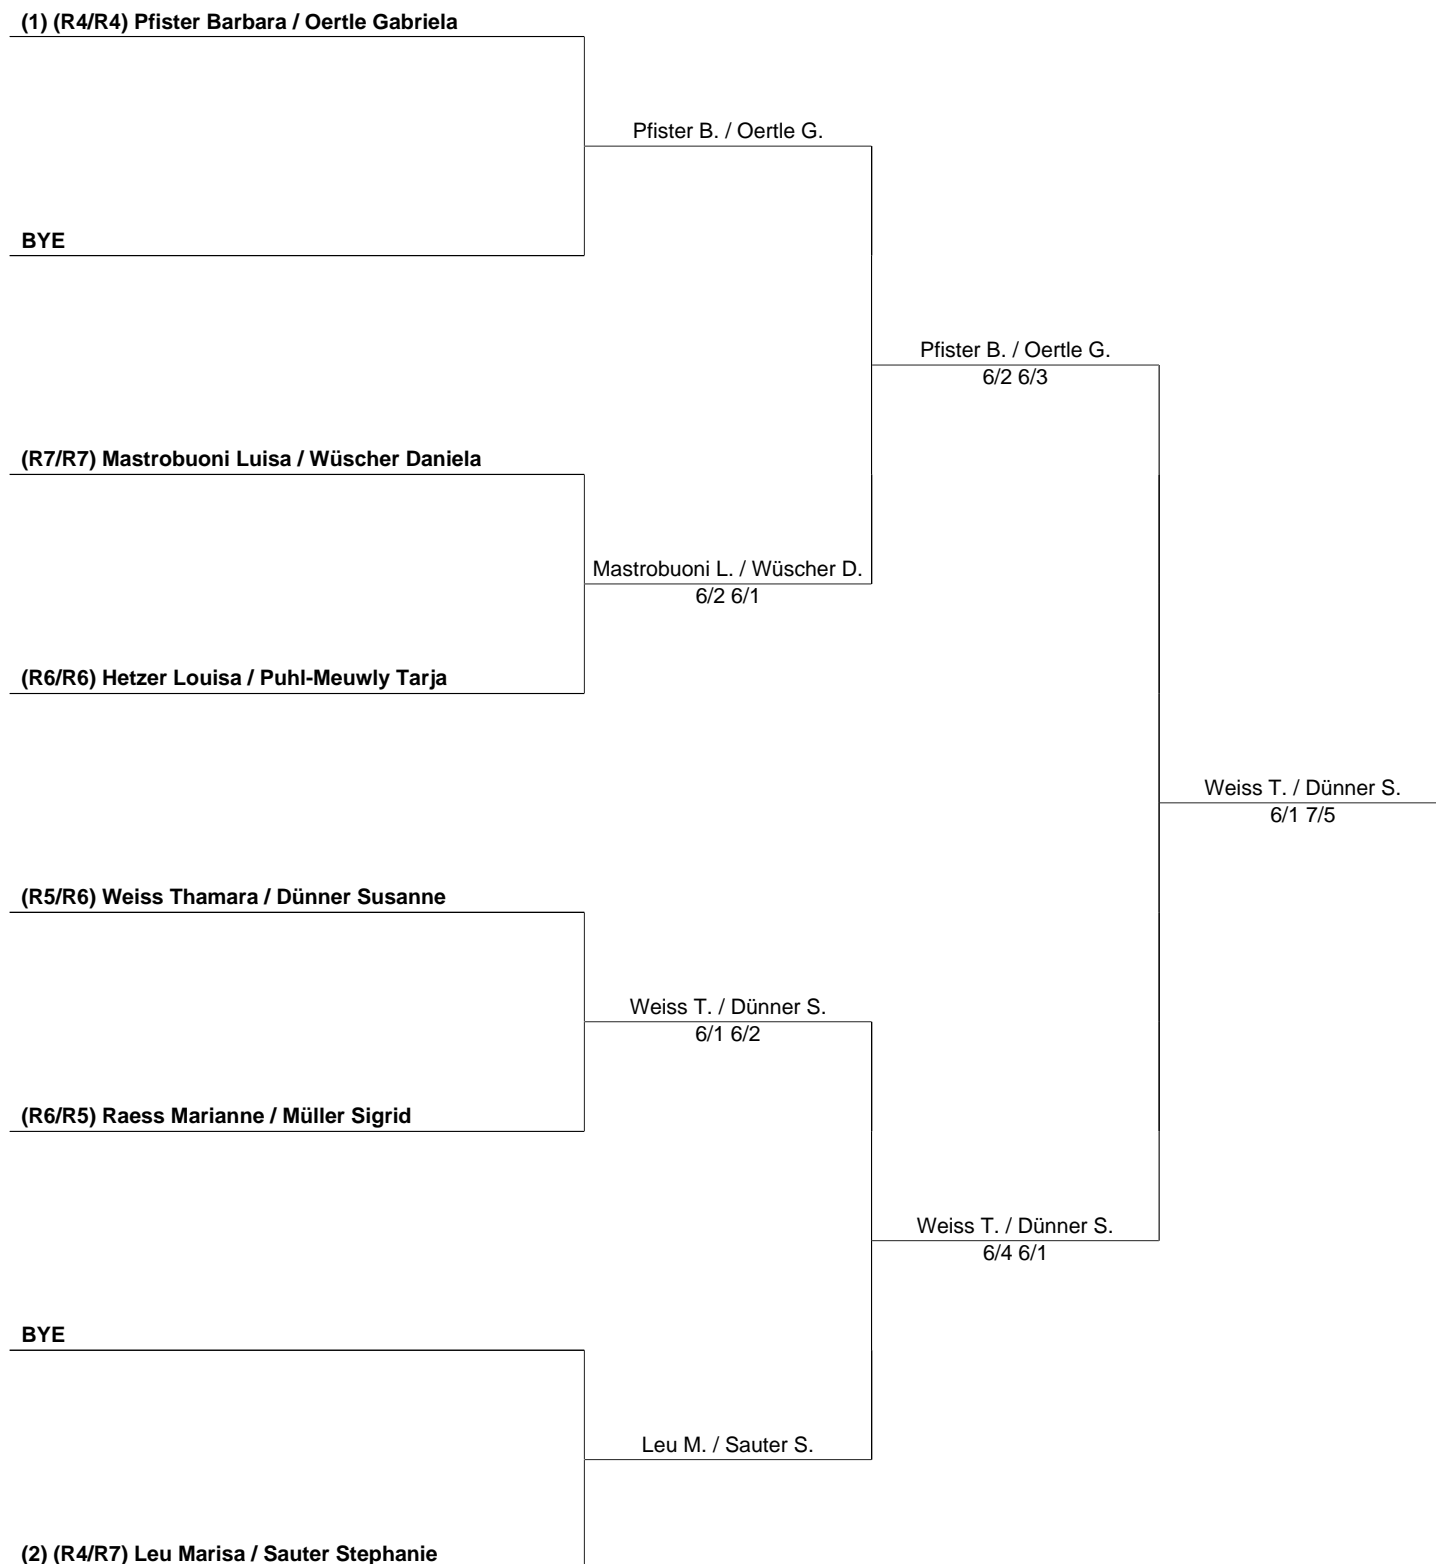 (1) (R4/R4) Pfister Barbara / Oertle Gabriela
Pfister B. / Oertle G.
BYE
Pfister B. / Oertle G.
6/2 6/3
(R7/R7) Mastrobuoni Luisa / Wüscher Daniela
Mastrobuoni L. / Wüscher D.
6/2 6/1
(R6/R6) Hetzer Louisa / Puhl-Meuwly Tarja
Weiss T. / Dünner S.
6/1 7/5
(R5/R6) Weiss Thamara / Dünner Susanne
Weiss T. / Dünner S.
6/1 6/2
(R6/R5) Raess Marianne / Müller Sigrid
Weiss T. / Dünner S.
6/4 6/1
BYE
Leu M. / Sauter S.
(2) (R4/R7) Leu Marisa / Sauter Stephanie